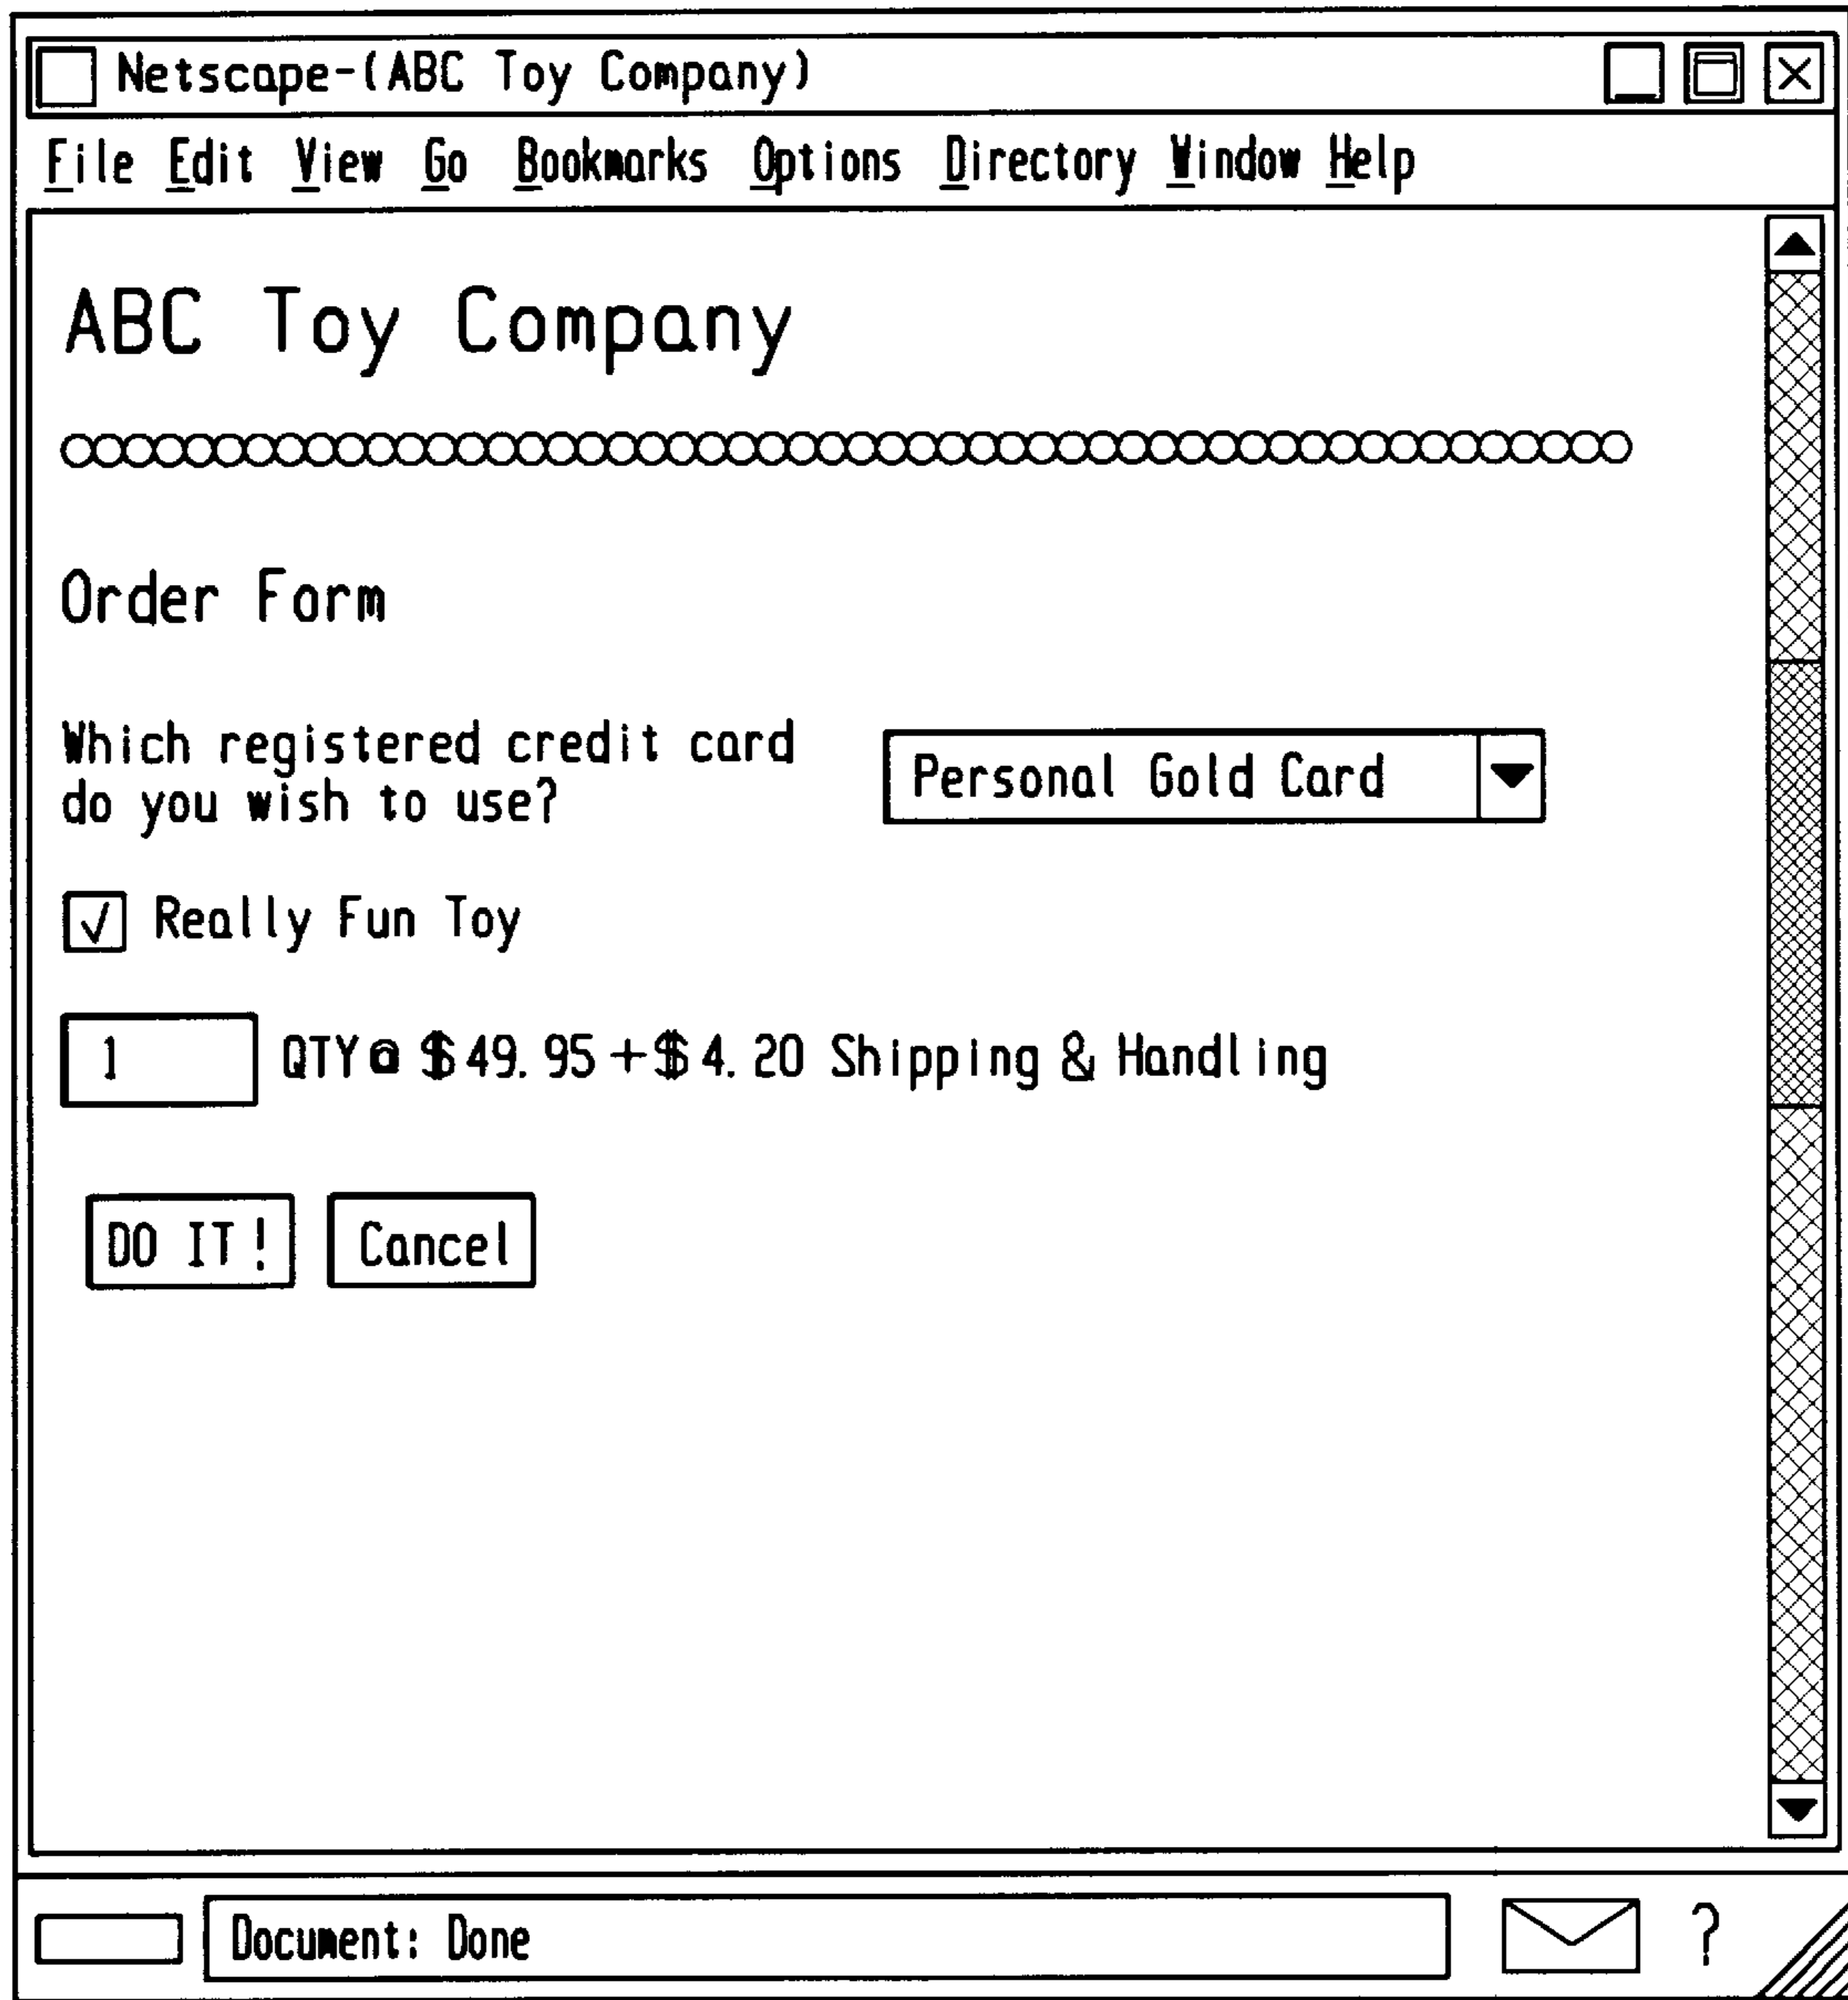 Netscape-(ABC Toy Company)
File Edit View Go Bookmarks Options Directory Window Help
ABC Toy Company
Order Form
Which registered credit card
do you wish to use?
Personal Gold Card
Really Fun Toy
1 QTY@ $49.95+$4.20 Shipping & Handling
DO IT! Cancel
Document: Done
?